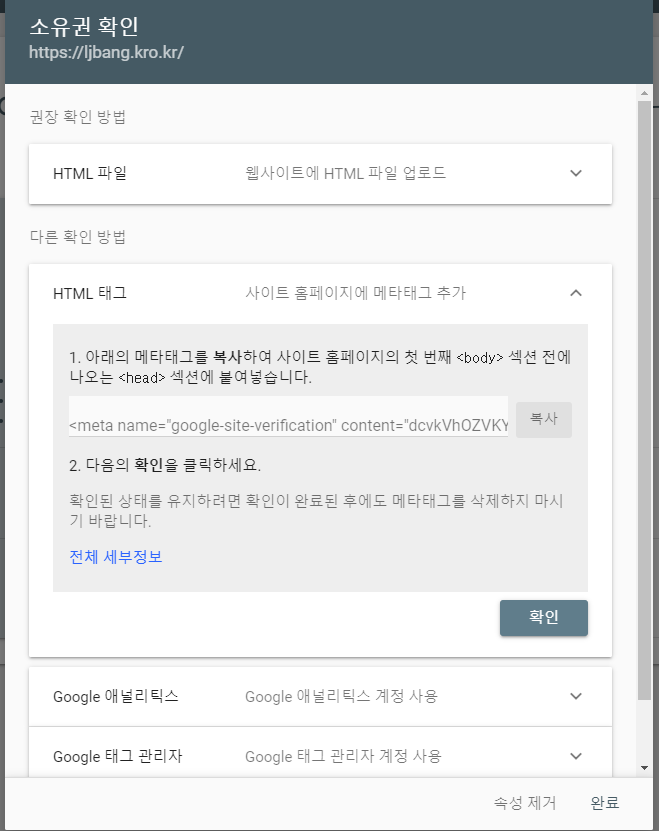 소유권 확인
https://ljbang.kro.kr/
권장 확인 방법
HTML 파일 웹사이트에 HTML 파일 업로드
다른 확인 방법
HTML 태그 사이트 홈페이지에 메타태그 추가
1. 아래의 메타태그를 복사하여 사이트 홈페이지의 첫 번째 <body> 섹션 전에
나오는 <head> 섹션에 붙여넣습니다.
<meta name="google-site-verification" content="dcvkVhOZVKY
복사
2. 다음의 확인을 클릭하세요.
확인된 상태를 유지하려면 확인이 완료된 후에도 메타태그를 삭제하지 마시
기 바랍니다.
전체 세부정보
확인
Google 애널리틱스 Google 애널리틱스 계정 사용
Google 태그 관리자 Google 태그 관리자 계정 사용
속성 제거 완료